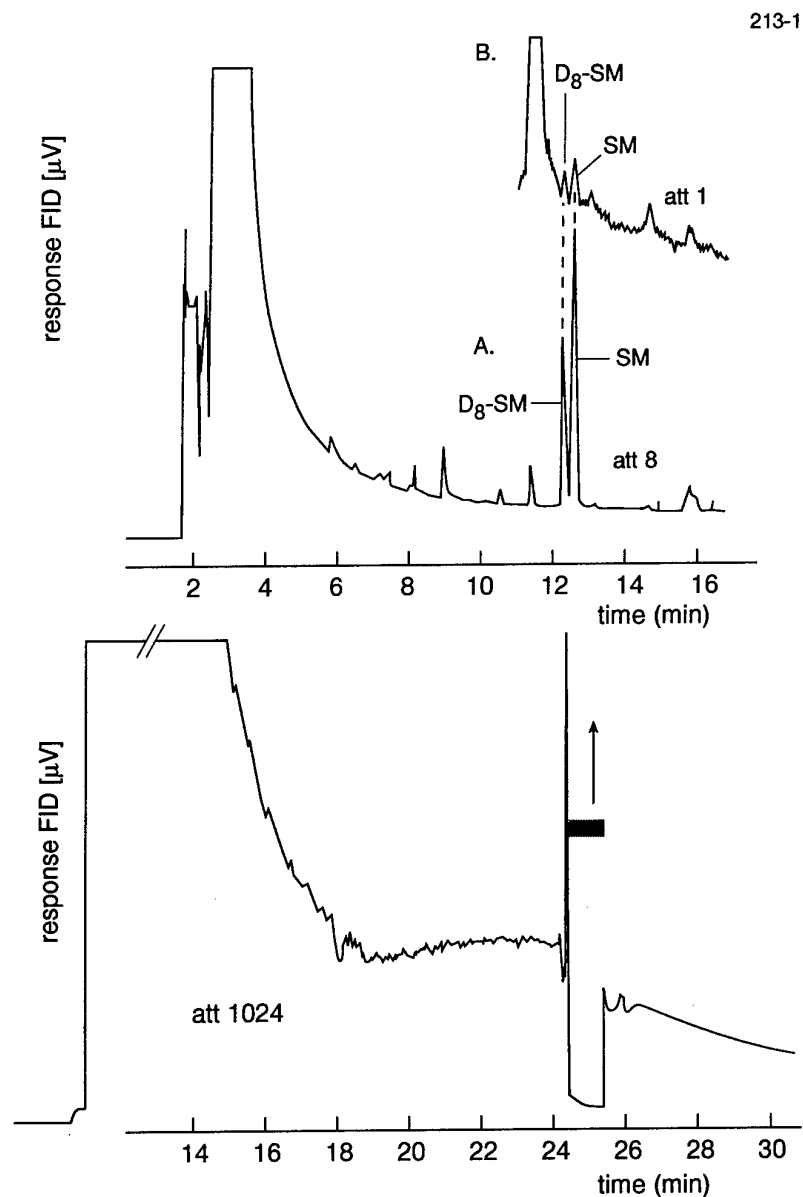 213-1
B.
D8-SM
SM
att 1
response FID [µV]
A.
SM
D8-SM
att 8
2 4 6 8 10 12 14 16
time (min)
response FID [µV]
att 1024
14 16 18 20 22 24 26 28 30
time (min)